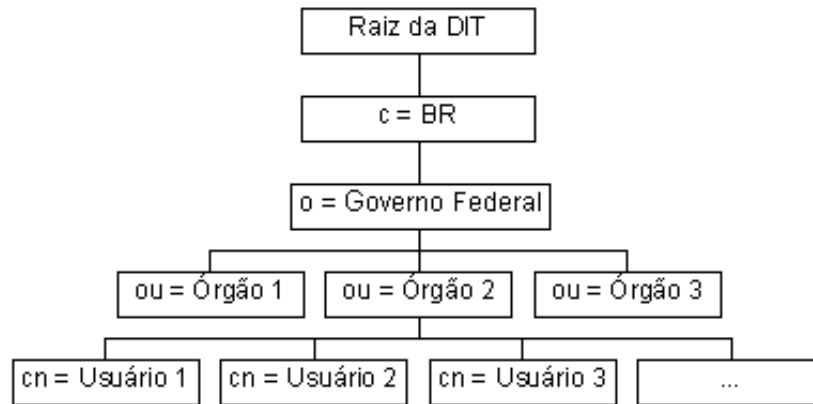 Raiz da DIT
c = BR
o = Governo Federal
ou = Órgão 1
ou = Órgão 2
ou = Órgão 3
cn = Usuário 1
cn = Usuário 2
cn = Usuário 3
...